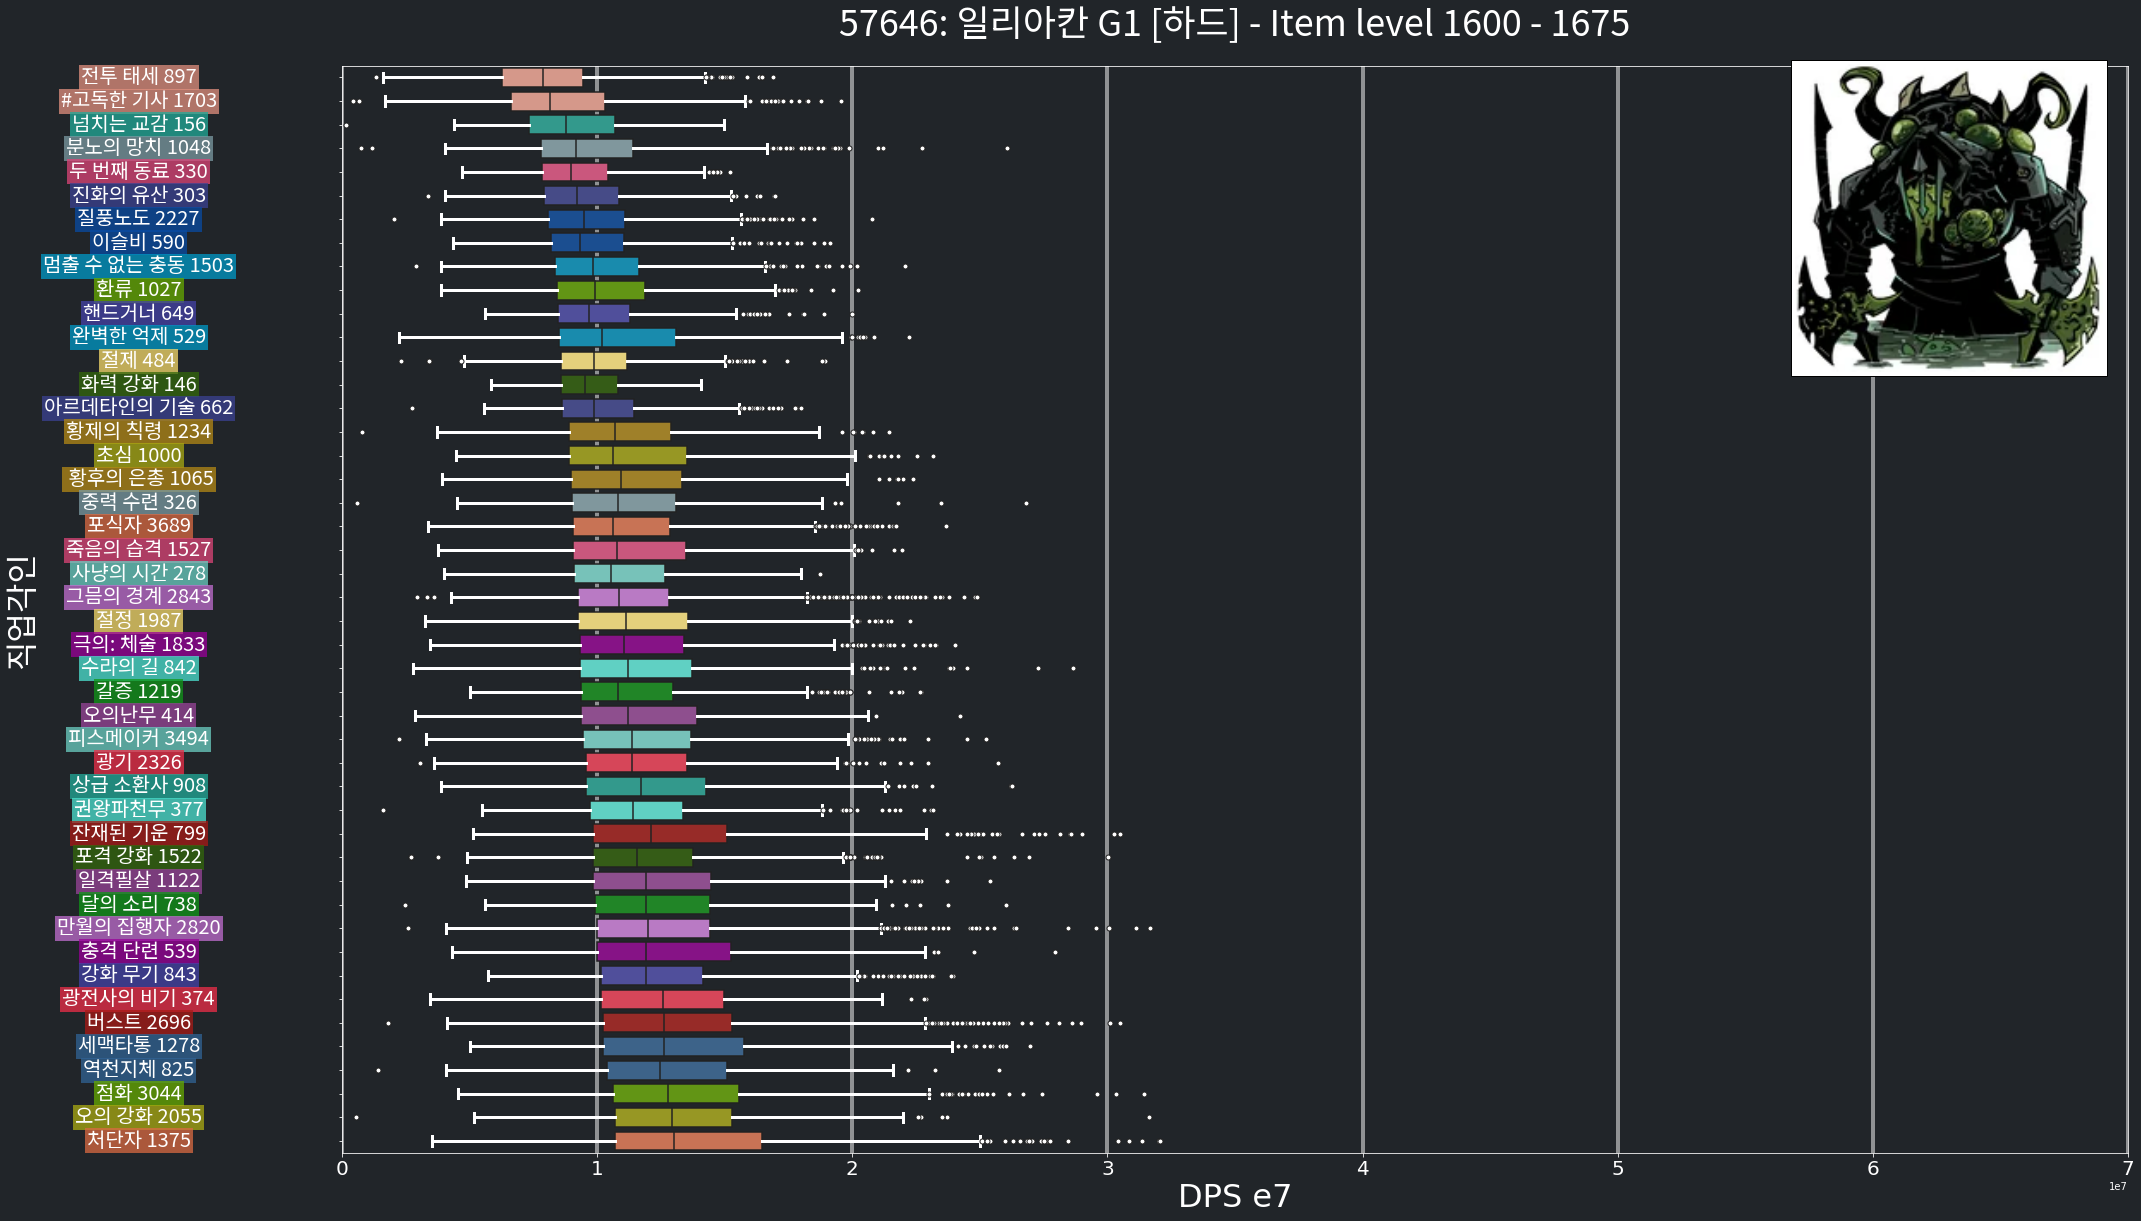 57646: 일리아칸 G1 [하드] - Item level 1600 - 1675
전투 태세 897
#고독한 기사 1703
넘치는 교감 156
분노의 망치 1048
두 번째 동료 330
진화의 유산 303
질풍노도 2227
이슬비 590
멈출 수 없는 충동 1503
환류 1027
핸드거너 649
완벽한 억제 529
절제 484
화력 강화 146
아르데타인의 기술 662
황제의 칙령 1234
초심 1000
황후의 은총 1065
중력 수련 326
포식자 3689
죽음의 습격 1527
사냥의 시간 278
그믐의 경계 2843
절정 1987
극의: 체술 1833
수라의 길 842
갈증 1219
오의난무 414
피스메이커 3494
광기 2326
상급 소환사 908
권왕파천무 377
잔재된 기운 799
포격 강화 1522
일격필살 1122
달의 소리 738
만월의 집행자 2820
충격 단련 539
강화 무기 843
광전사의 비기 374
버스트 2696
세맥타통 1278
역천지체 825
점화 3044
오의 강화 2055
처단자 1375
직업각인
0 1 2 3 4 5 6 7
DPS e7
1e7